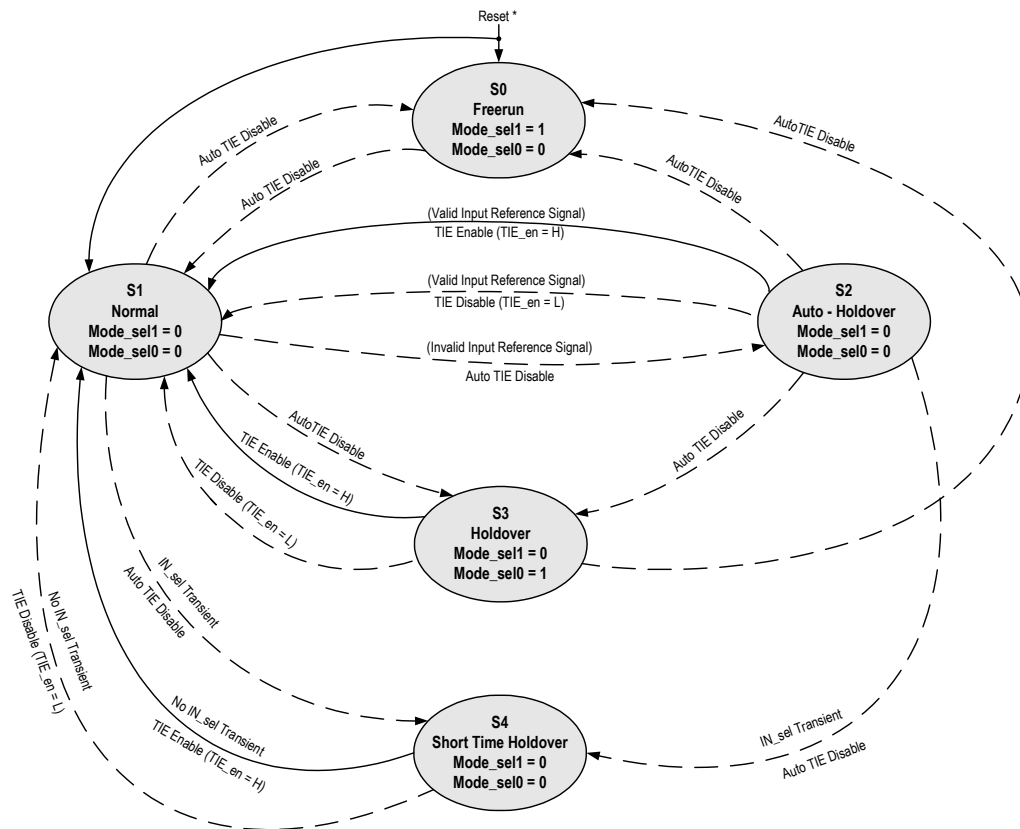 Reset *
S0
Freerun
Mode_sel1 = 1
Mode_sel0 = 0
Auto TIE Disable
Auto TIE Disable
AutoTIE Disable
AutoTIE Disable
(Valid Input Reference Signal)
TIE Enable (TIE_en = H)
S1
Normal
Mode_sel1 = 0
Mode_sel0 = 0
(Valid Input Reference Signal)
TIE Disable (TIE_en = L)
S2
Auto - Holdover
Mode_sel1 = 0
Mode_sel0 = 0
(Invalid Input Reference Signal)
Auto TIE Disable
AutoTIE Disable
TIE Enable (TIE_en = H)
TIE Disable (TIE_en = L)
Auto TIE Disable
S3
Holdover
Mode_sel1 = 0
Mode_sel0 = 1
IN_sel Transient
Auto TIE Disable
No IN_sel Transient
TIE Disable (TIE_en = L)
No IN_sel Transient
TIE Enable (TIE_en = H)
S4
Short Time Holdover
Mode_sel1 = 0
Mode_sel0 = 0
IN_sel Transient
Auto TIE Disable